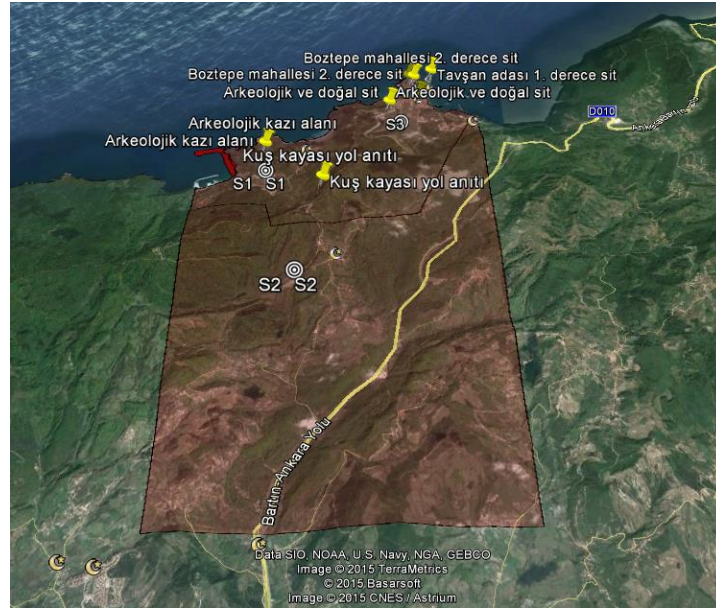 Boztepe mahallesi 2. derece sit
Boztepe mahallesi 2. derece sit
Tavşan adası 1. derece sit
Arkeolojik ve doğal sit
Arkeolojik ve doğal sit
D010
S3
Arkeolojik kazı alanı
Arkeolojik kazı alanı
Kuş kayası yol anıtı
Kuş kayası yol anıtı
S1 S1
S2 S2
Bartın-Ankara Yolu
Data SIO, NOAA, U.S. Navy, NGA, GEBCO
Image © 2015 TerraMetrics
© 2015 Basarsoft
Image © 2015 CNES / Astrium